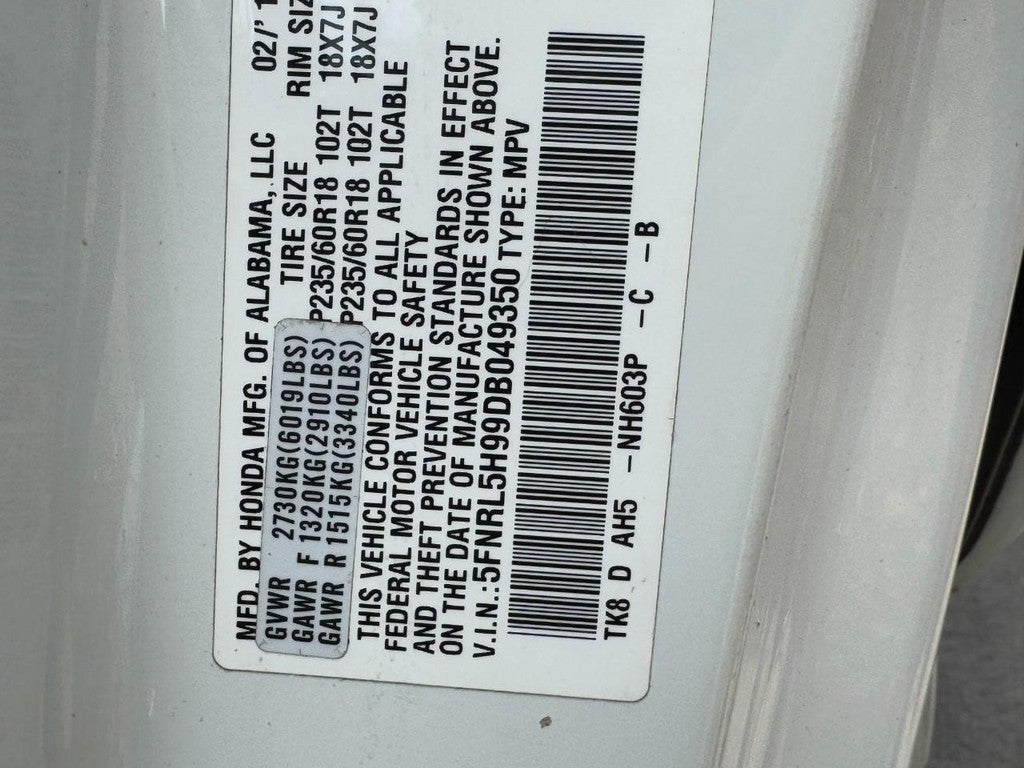 MFD. BY HONDA MFG. OF ALABAMA, LLC 02/'1
GVWR 2730KG(6019LBS) TIRE SIZE RIM SIZ
GAWR F 1320KG(2910LBS) P235/60R18 102T 18X7J
GAWR R 1515KG(3340LBS) P235/60R18 102T 18X7J
THIS VEHICLE CONFORMS TO ALL APPLICABLE
FEDERAL MOTOR VEHICLE SAFETY
AND THEFT PREVENTION STANDARDS IN EFFECT
ON THE DATE OF MANUFACTURE SHOWN ABOVE.
V.I.N.:5FNRL5H99DB049350 TYPE: MPV
TK8 D AH5 -NH603P -C -B